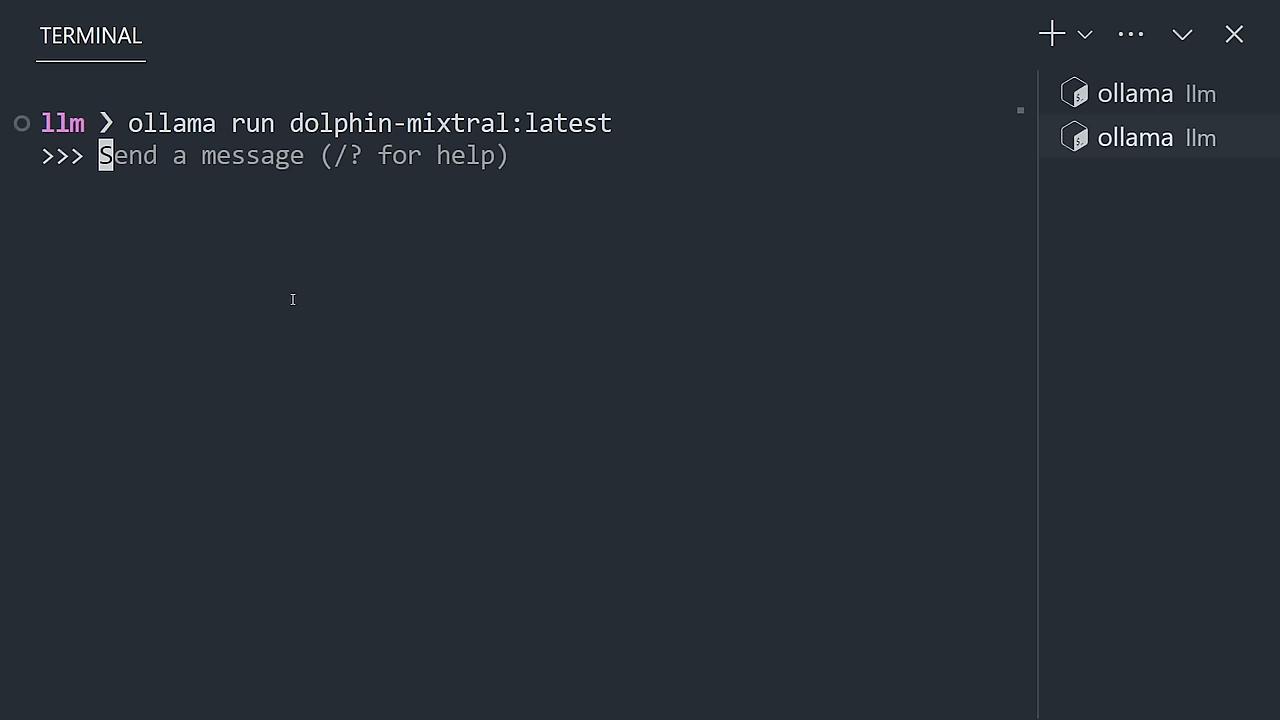 TERMINAL
llm ❯ ollama run dolphin-mixtral:latest
>>> Send a message (/? for help)
ollama llm
ollama llm